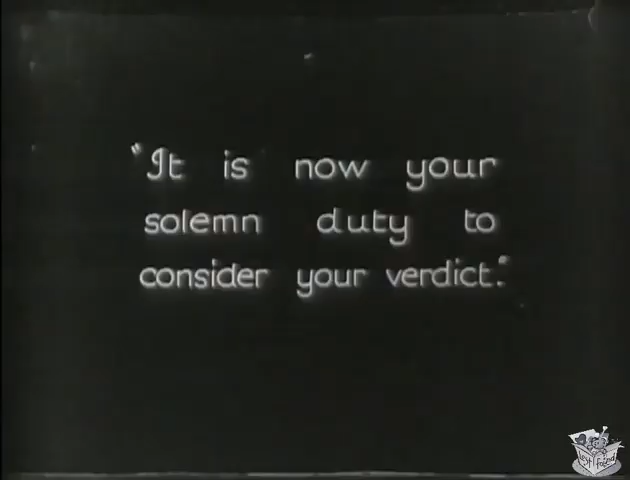 "It is now your
solemn duty to
consider your verdict."